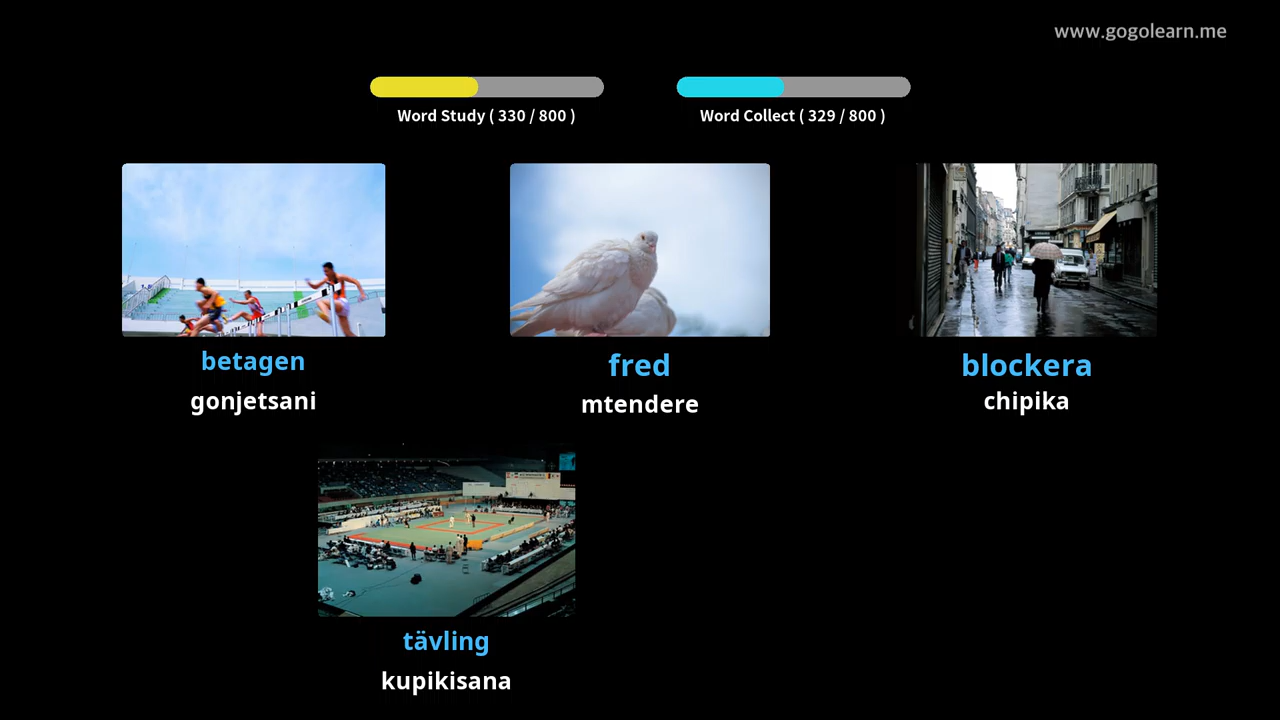 www.gogolearn.me
Word Study ( 330 / 800 )
Word Collect ( 329 / 800 )
betagen
gonjetsani
fred
mtendere
blockera
chipika
tävling
kupikisana